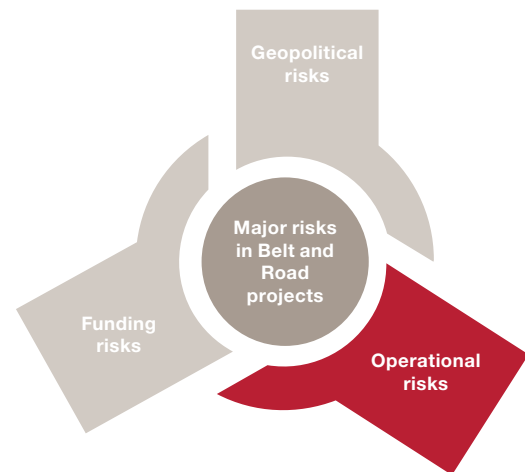 Geopolitical
risks
Major risks
in Belt and
Road
projects
Funding
risks
Operational
risks